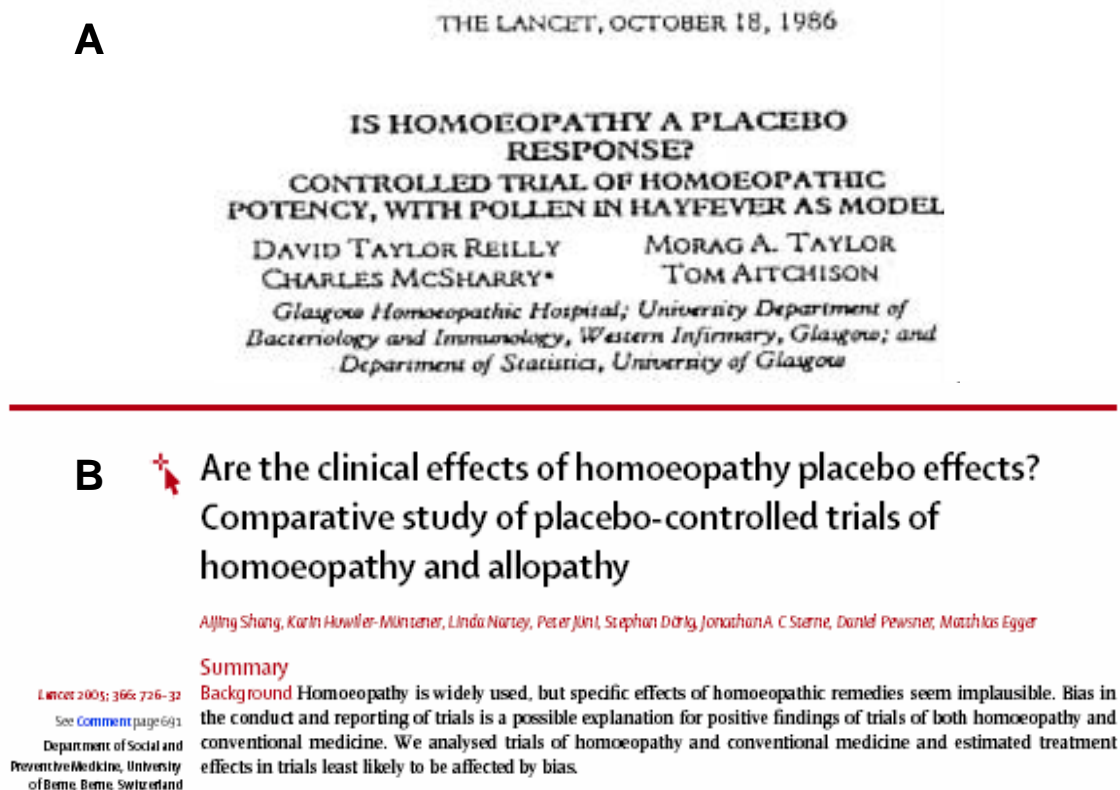 A
THE LANCET, OCTOBER 18, 1986
IS HOMOEOPATHY A PLACEBO
RESPONSE?
CONTROLLED TRIAL OF HOMOEOPATHIC
POTENCY, WITH POLLEN IN HAYFEVER AS MODEL
DAVID TAYLOR REILLY MORAG A. TAYLOR
CHARLES MCSHARRY* TOM AITCHISON
Glasgow Homoeopathic Hospital; University Department of
Bacteriology and Immunology, Western Infirmary, Glasgow; and
Department of Statistics, University of Glasgow
B
Are the clinical effects of homoeopathy placebo effects?
Comparative study of placebo-controlled trials of
homoeopathy and allopathy
Aijing Shang, Karin Huwiler-Müntener, Linda Nartey, Peter Jüni, Stephan Dörig, Jonathan A C Sterne, Daniel Pewsner, Matthias Egger
Summary
Background Homoeopathy is widely used, but specific effects of homoeopathic remedies seem implausible. Bias in
the conduct and reporting of trials is a possible explanation for positive findings of trials of both homoeopathy and
conventional medicine. We analysed trials of homoeopathy and conventional medicine and estimated treatment
effects in trials least likely to be affected by bias.
Lancet 2005; 366: 726–32
See Comment page 691
Department of Social and
Preventive Medicine, University
of Berne, Berne, Switzerland